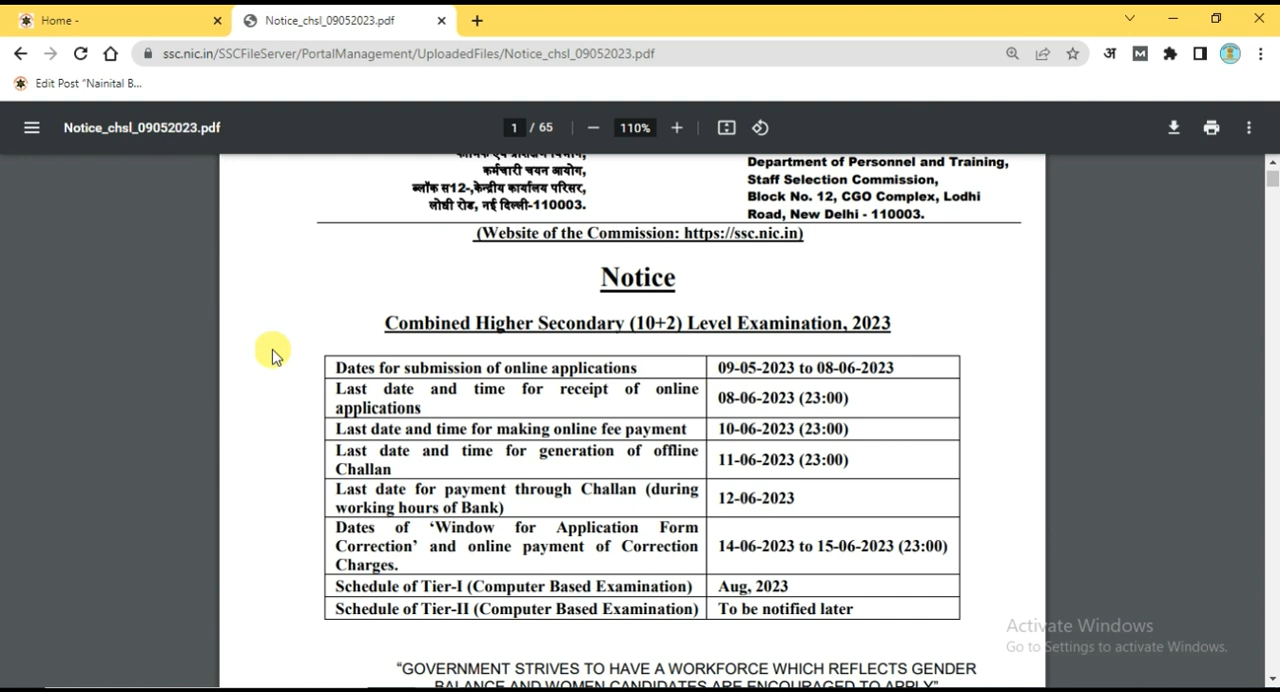 Home -
Notice_chsl_09052023.pdf
ssc.nic.in/SSCFileServer/PortalManagement/UploadedFiles/Notice_chsl_09052023.pdf
अ
M
Edit Post “Nainital B...
Notice_chsl_09052023.pdf
1 / 65
110%
कर्मचारी चयन आयोग,
ब्लॉक स12-,केन्द्रीय कार्यालय परिसर,
लोधी रोड, नई दिल्ली-110003.
Department of Personnel and Training,
Staff Selection Commission,
Block No. 12, CGO Complex, Lodhi
Road, New Delhi - 110003.
(Website of the Commission: https://ssc.nic.in)
Notice
Combined Higher Secondary (10+2) Level Examination, 2023
Dates for submission of online applications 09-05-2023 to 08-06-2023
Last date and time for receipt of online
applications 08-06-2023 (23:00)
Last date and time for making online fee payment 10-06-2023 (23:00)
Last date and time for generation of offline
Challan 11-06-2023 (23:00)
Last date for payment through Challan (during
working hours of Bank) 12-06-2023
Dates of ‘Window for Application Form
Correction’ and online payment of Correction 14-06-2023 to 15-06-2023 (23:00)
Charges.
Schedule of Tier-I (Computer Based Examination) Aug, 2023
Schedule of Tier-II (Computer Based Examination) To be notified later
Activate Windows
Go to Settings to activate Windows.
“GOVERNMENT STRIVES TO HAVE A WORKFORCE WHICH REFLECTS GENDER
BALANCE AND WOMEN CANDIDATES ARE ENCOURAGED TO APPLY”